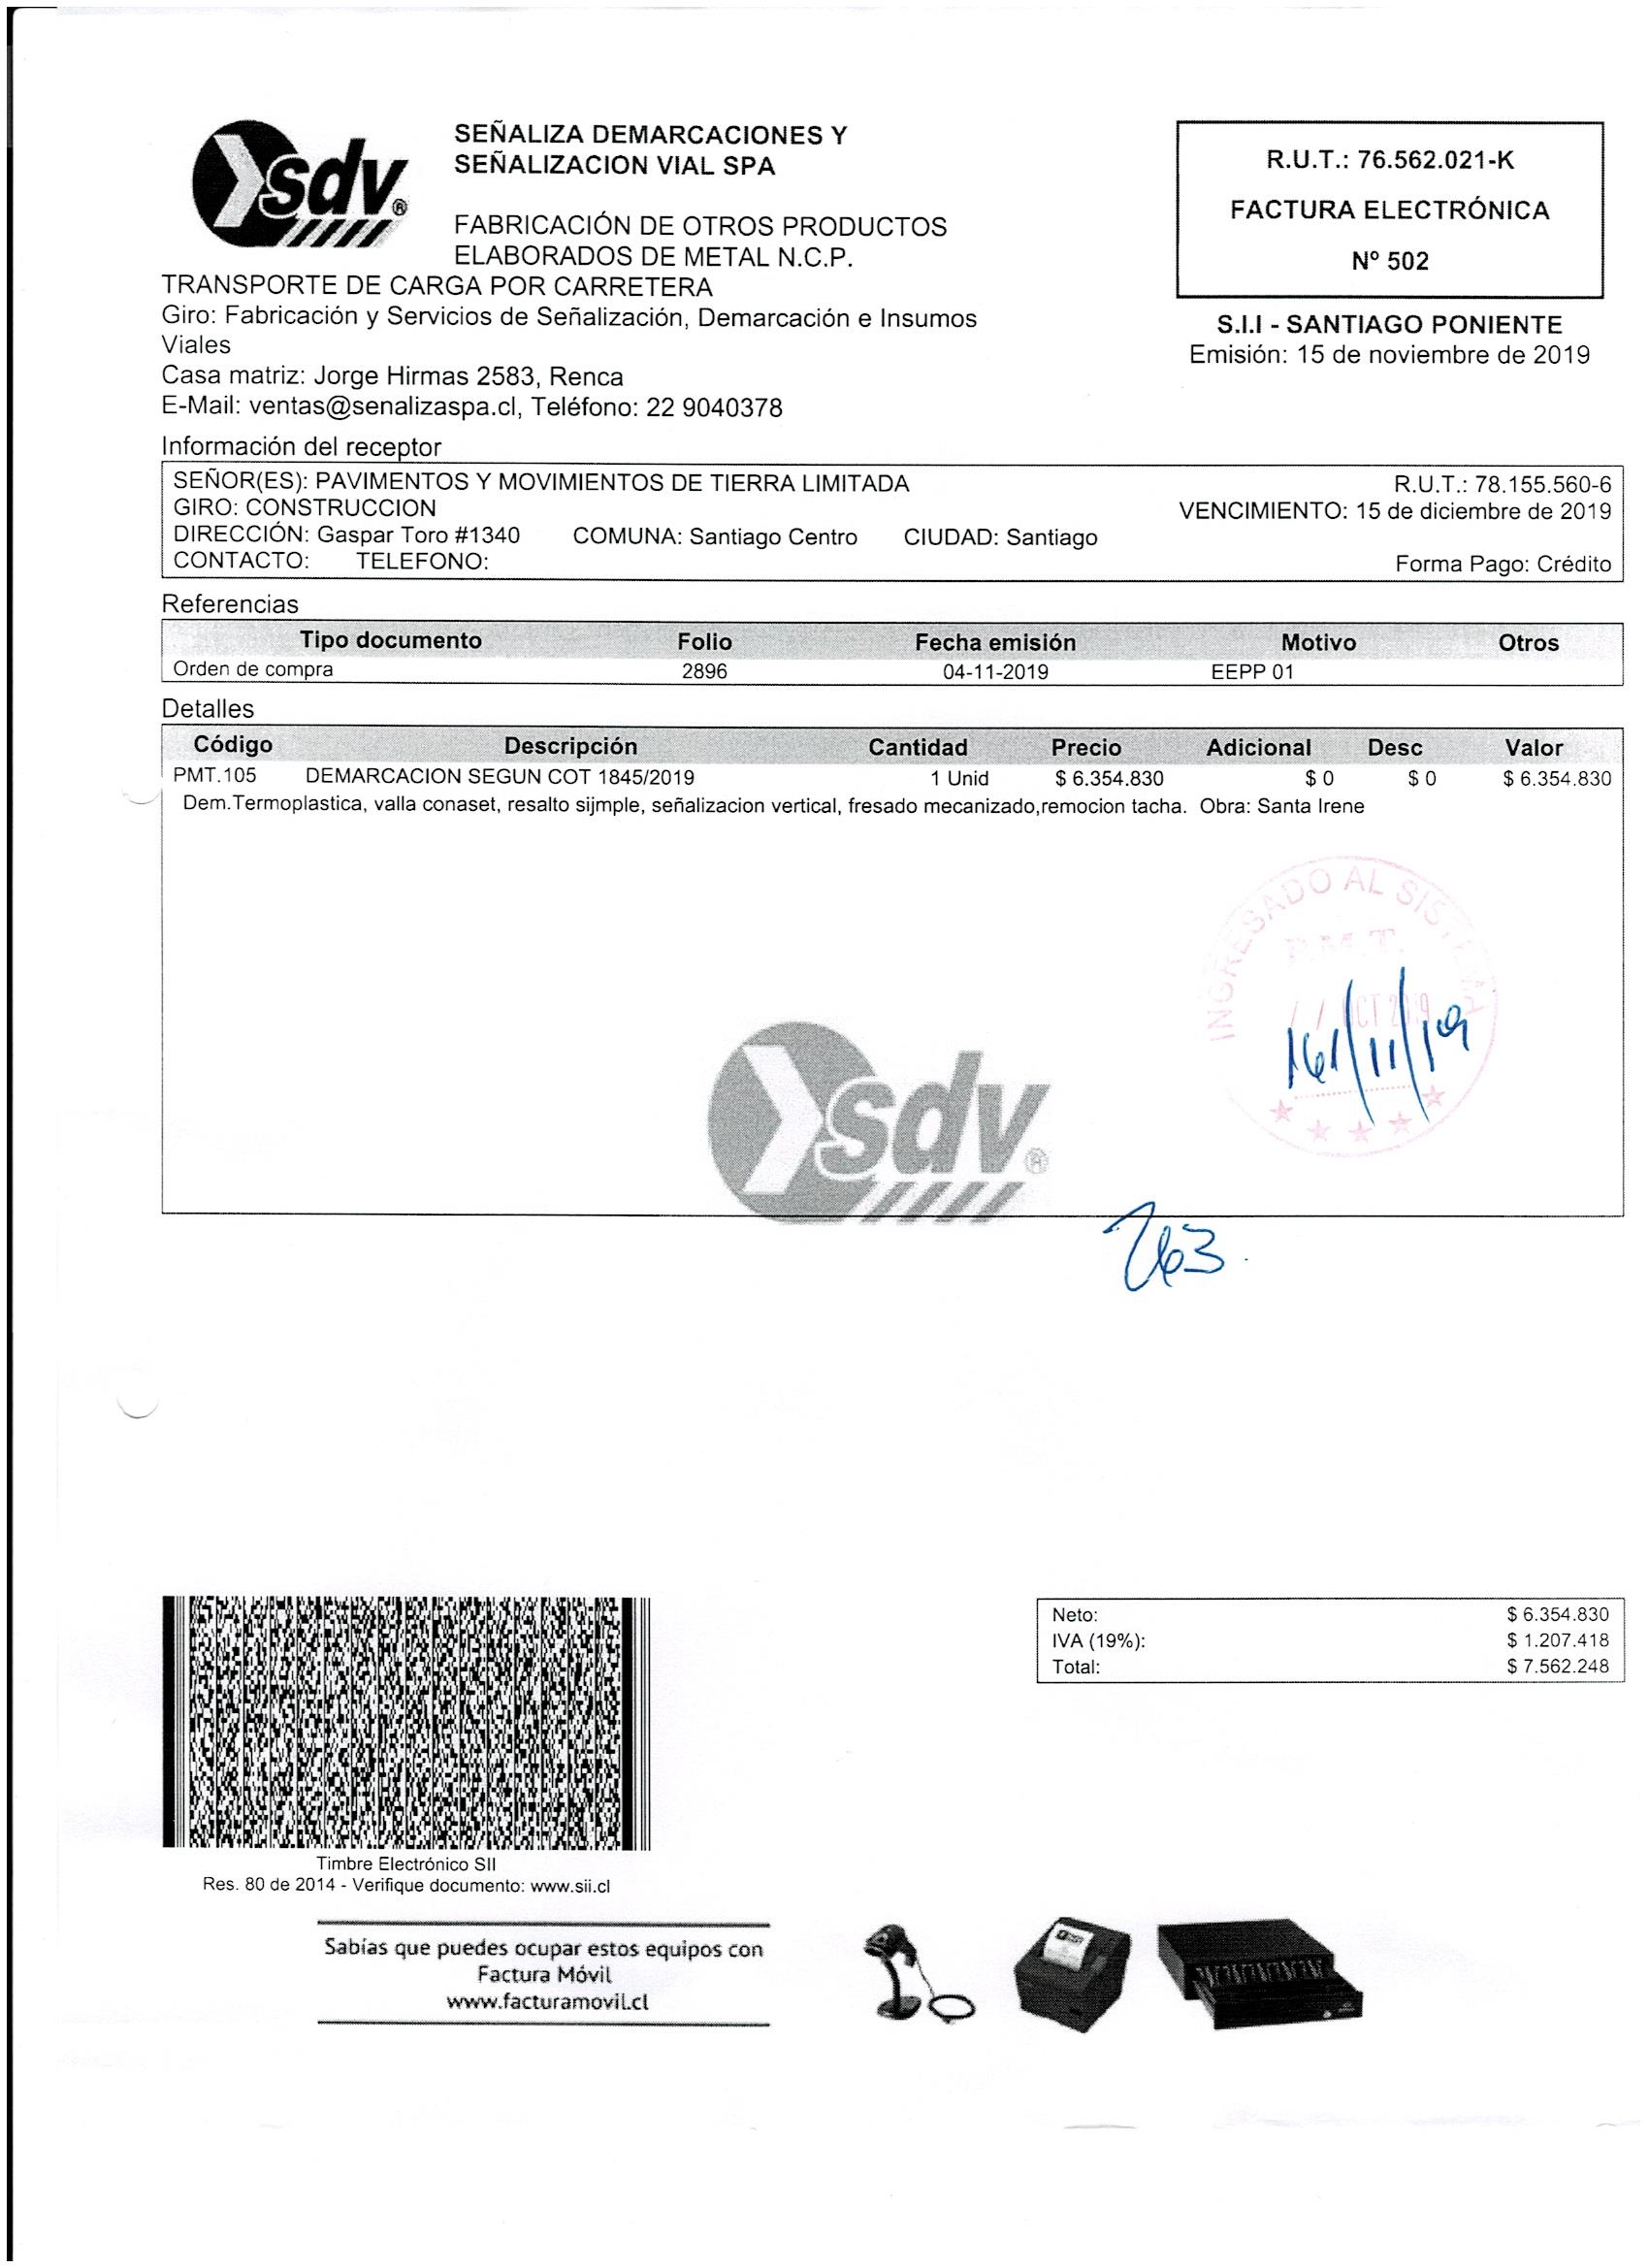 sdv®
SEÑALIZA DEMARCACIONES Y
SEÑALIZACION VIAL SPA
FABRICACIÓN DE OTROS PRODUCTOS
ELABORADOS DE METAL N.C.P.
TRANSPORTE DE CARGA POR CARRETERA
Giro: Fabricación y Servicios de Señalización, Demarcación e Insumos
Viales
Casa matriz: Jorge Hirmas 2583, Renca
E-Mail: ventas@senalizaspa.cl, Teléfono: 22 9040378
R.U.T.: 76.562.021-K
FACTURA ELECTRÓNICA
Nº 502
S.I.I - SANTIAGO PONIENTE
Emisión: 15 de noviembre de 2019
Información del receptor
SEÑOR(ES): PAVIMENTOS Y MOVIMIENTOS DE TIERRA LIMITADA R.U.T.: 78.155.560-6
GIRO: CONSTRUCCION VENCIMIENTO: 15 de diciembre de 2019
DIRECCIÓN: Gaspar Toro #1340 COMUNA: Santiago Centro CIUDAD: Santiago
CONTACTO: TELEFONO: Forma Pago: Crédito
Referencias
Tipo documento Folio Fecha emisión Motivo Otros
Orden de compra 2896 04-11-2019 EEPP 01
Detalles
Código Descripción Cantidad Precio Adicional Desc Valor
PMT.105 DEMARCACION SEGUN COT 1845/2019 1 Unid $ 6.354.830 $ 0 $ 0 $ 6.354.830
Dem.Termoplastica, valla conaset, resalto sijmple, señalizacion vertical, fresado mecanizado,remocion tacha. Obra: Santa Irene
INGRESADO AL SISTEMA
P.M.T.
OCT 2019
sdv®
263
Neto: $ 6.354.830
IVA (19%): $ 1.207.418
Total: $ 7.562.248
Timbre Electrónico SII
Res. 80 de 2014 - Verifique documento: www.sii.cl
Sabías que puedes ocupar estos equipos con
Factura Móvil
www.facturamovil.cl